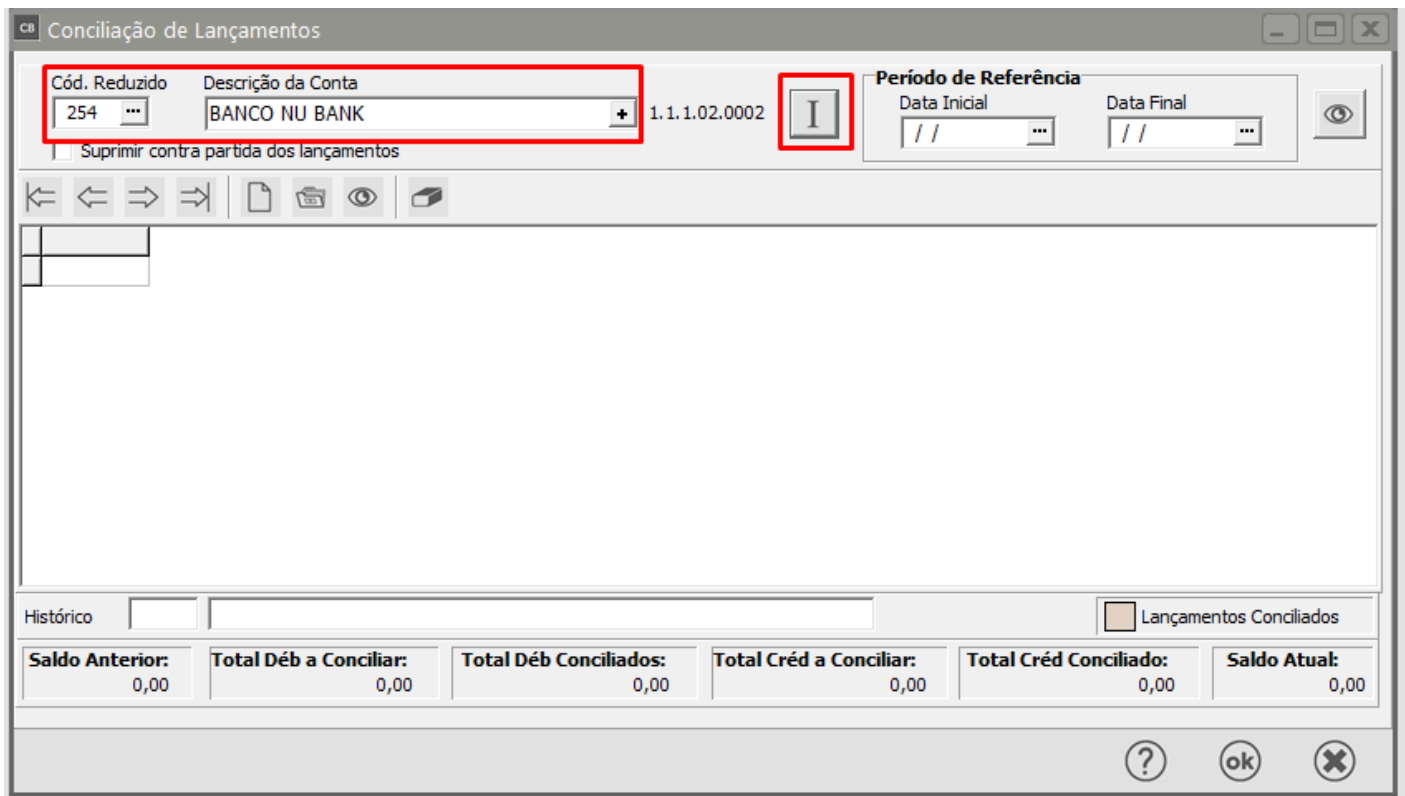 CB Conciliação de Lançamentos
Cód. Reduzido Descrição da Conta
254 ... BANCO NU BANK + 1.1.1.02.0002 I
Suprimir contra partida dos lançamentos
Período de Referência
Data Inicial Data Final
/ / ... / / ...
Histórico Lançamentos Conciliados
Saldo Anterior: Total Déb a Conciliar: Total Déb Conciliados: Total Créd a Conciliar: Total Créd Conciliado: Saldo Atual:
0,00 0,00 0,00 0,00 0,00 0,00
? ok